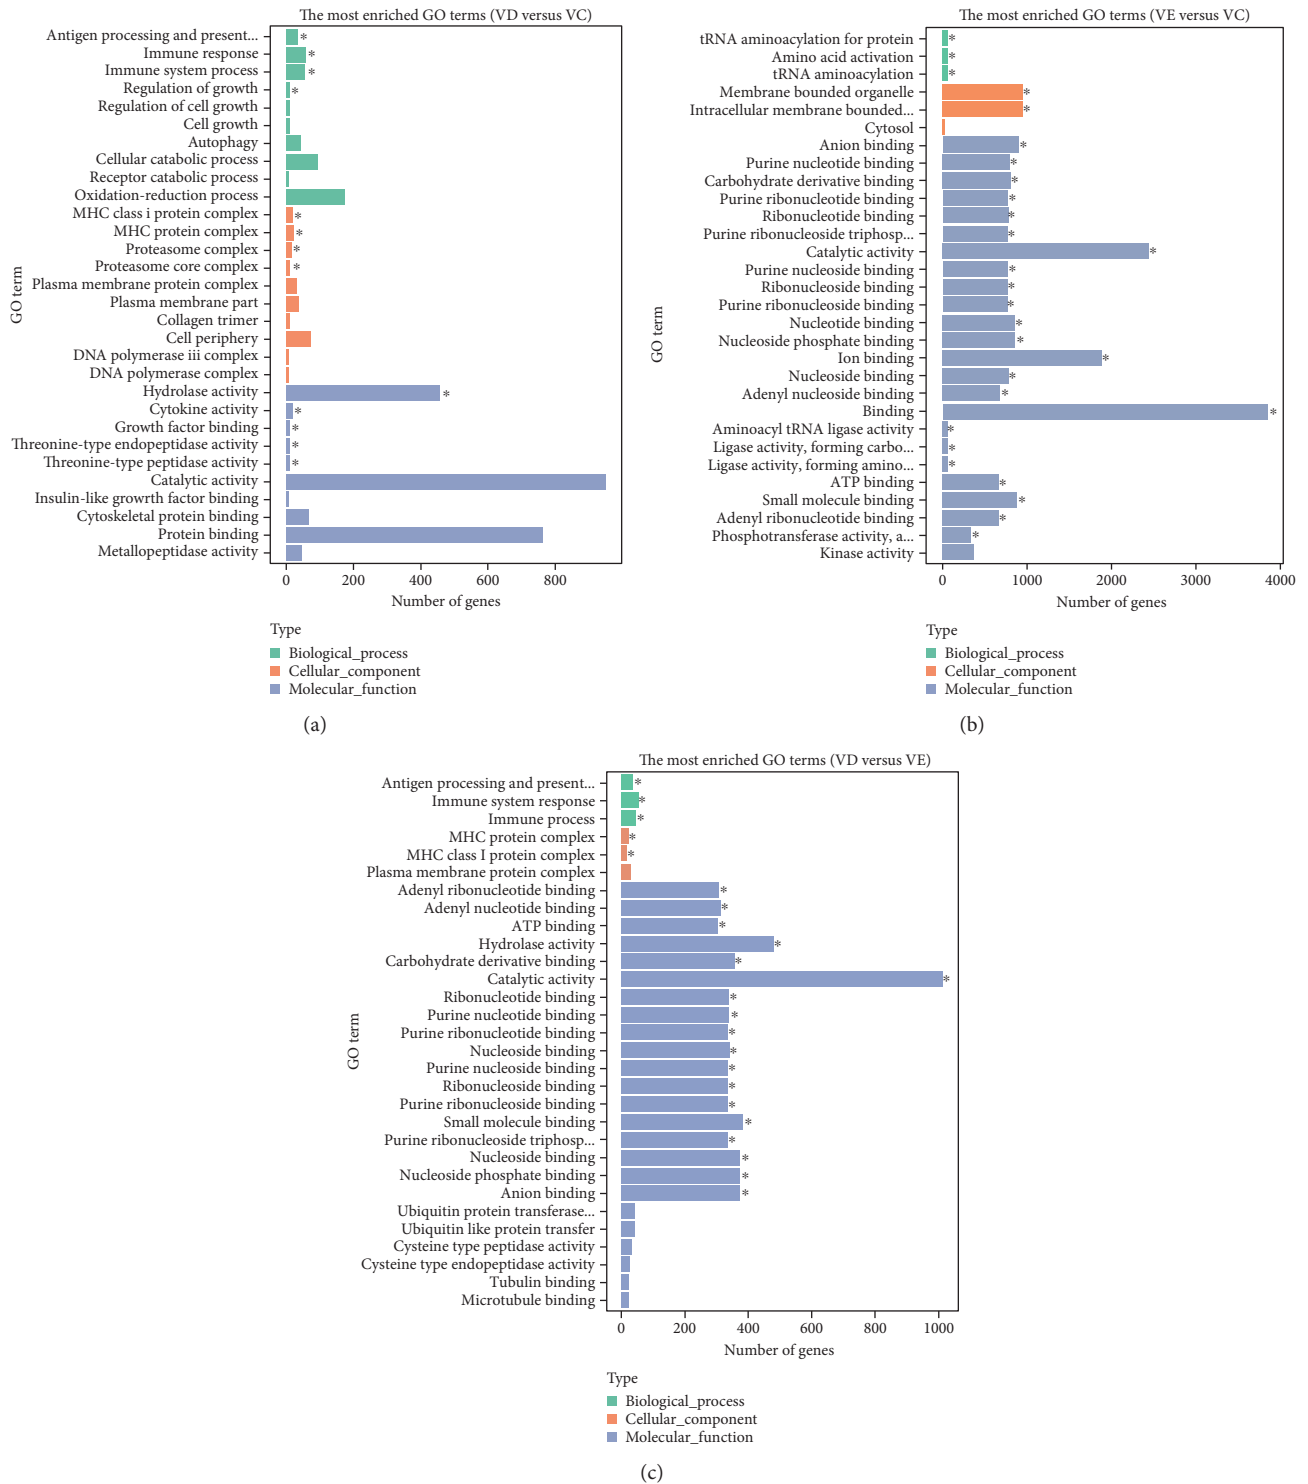 The most enriched GO terms (VD versus VC)
GO term
Antigen processing and present... *
Immune response *
Immune system process *
Regulation of growth *
Regulation of cell growth
Cell growth
Autophagy
Cellular catabolic process
Receptor catabolic process
Oxidation-reduction process
MHC class i protein complex *
MHC protein complex *
Proteasome complex *
Proteasome core complex *
Plasma membrane protein complex
Plasma membrane part
Collagen trimer
Cell periphery
DNA polymerase iii complex
DNA polymerase complex
Hydrolase activity *
Cytokine activity *
Growth factor binding *
Threonine-type endopeptidase activity *
Threonine-type peptidase activity *
Catalytic activity
Insulin-like growrth factor binding
Cytoskeletal protein binding
Protein binding
Metallopeptidase activity
0 200 400 600 800
Number of genes
Type
Biological_process
Cellular_component
Molecular_function
(a)
The most enriched GO terms (VE versus VC)
GO term
tRNA aminoacylation for protein *
Amino acid activation *
tRNA aminoacylation *
Membrane bounded organelle *
Intracellular membrane bounded... *
Cytosol
Anion binding *
Purine nucleotide binding *
Carbohydrate derivative binding *
Purine ribonucleotide binding *
Ribonucleotide binding *
Purine ribonucleoside triphosp... *
Catalytic activity *
Purine nucleoside binding *
Ribonucleoside binding *
Purine ribonucleoside binding *
Nucleotide binding *
Nucleoside phosphate binding *
Ion binding *
Nucleoside binding *
Adenyl nucleoside binding *
Binding *
Aminoacyl tRNA ligase activity *
Ligase activity, forming carbo... *
Ligase activity, forming amino... *
ATP binding *
Small molecule binding *
Adenyl ribonucleotide binding *
Phosphotransferase activity, a... *
Kinase activity
0 1000 2000 3000 4000
Number of genes
Type
Biological_process
Cellular_component
Molecular_function
(b)
The most enriched GO terms (VD versus VE)
GO term
Antigen processing and present... *
Immune system response *
Immune process *
MHC protein complex *
MHC class I protein complex *
Plasma membrane protein complex
Adenyl ribonucleotide binding *
Adenyl nucleotide binding *
ATP binding *
Hydrolase activity *
Carbohydrate derivative binding *
Catalytic activity *
Ribonucleotide binding *
Purine nucleotide binding *
Purine ribonucleotide binding *
Nucleoside binding *
Purine nucleoside binding *
Ribonucleoside binding *
Purine ribonucleoside binding *
Small molecule binding *
Purine ribonucleoside triphosp... *
Nucleoside binding *
Nucleoside phosphate binding *
Anion binding *
Ubiquitin protein transferase...
Ubiquitin like protein transfer
Cysteine type peptidase activity
Cysteine type endopeptidase activity
Tubulin binding
Microtubule binding
0 200 400 600 800 1000
Number of genes
Type
Biological_process
Cellular_component
Molecular_function
(c)